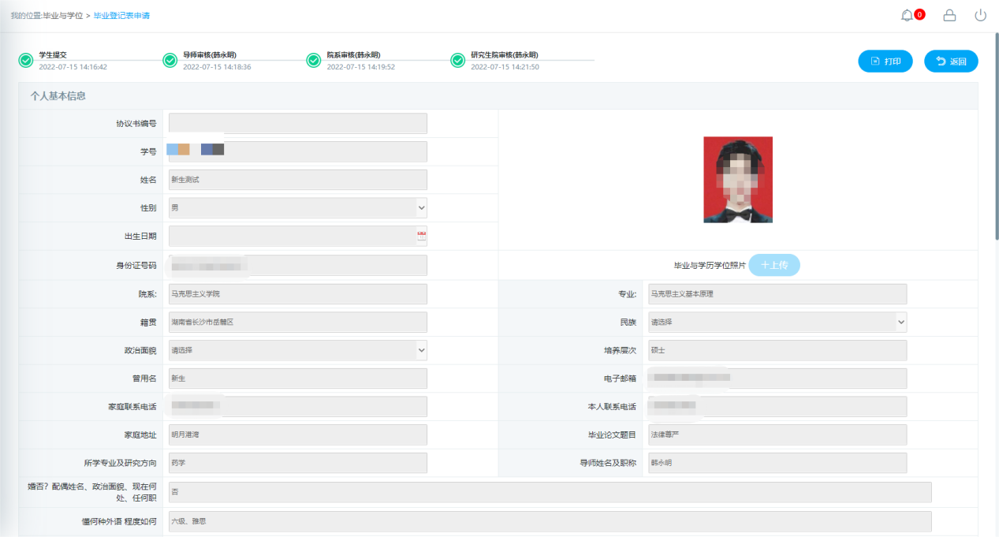 我的位置:毕业与学位 > 毕业登记表申请
0
学生提交
2022-07-15 14:16:42
导师审核(韩永明)
2022-07-15 14:18:36
院系审核(韩永明)
2022-07-15 14:19:52
研究生院审核(韩永明)
2022-07-15 14:21:50
打印
返回
个人基本信息
协议书编号
学号
姓名 新生测试
性别 男
出生日期
身份证号码
毕业与学历学位照片 十上传
院系: 马克思主义学院 专业: 马克思主义基本原理
籍贯 湖南省长沙市岳麓区 民族 请选择
政治面貌 请选择 培养层次 硕士
曾用名 新生 电子邮箱
家庭联系电话 本人联系电话
家庭地址 明月港湾 毕业论文题目 法律尊严
所学专业及研究方向 药学 导师姓名及职称 韩永明
婚否？配偶姓名、政治面貌、现在何
处、任何职 否
懂何种外语 程度如何 六级、雅思